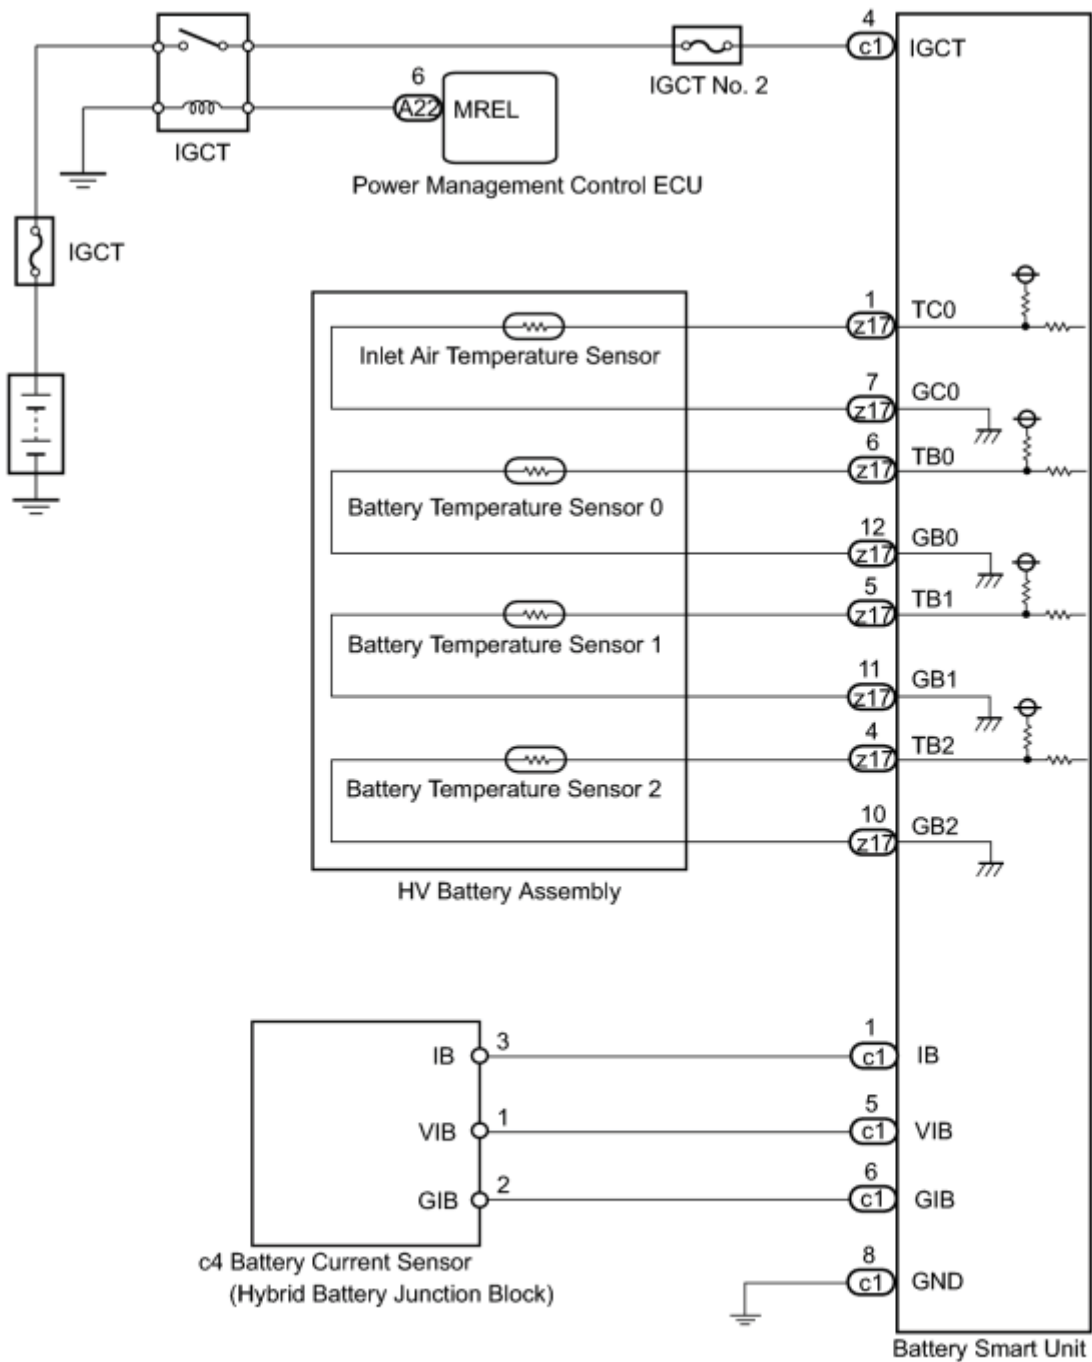 4
c1 IGCT
IGCT No. 2
6
A22 MREL
IGCT
Power Management Control ECU
IGCT
1
z17 TC0
Inlet Air Temperature Sensor
7
z17 GC0
6
z17 TB0
Battery Temperature Sensor 0
12
z17 GB0
5
z17 TB1
Battery Temperature Sensor 1
11
z17 GB1
4
z17 TB2
Battery Temperature Sensor 2
10
z17 GB2
HV Battery Assembly
IB 3
1
c1 IB
VIB 1
5
c1 VIB
GIB 2
6
c1 GIB
c4 Battery Current Sensor
(Hybrid Battery Junction Block)
8
c1 GND
Battery Smart Unit